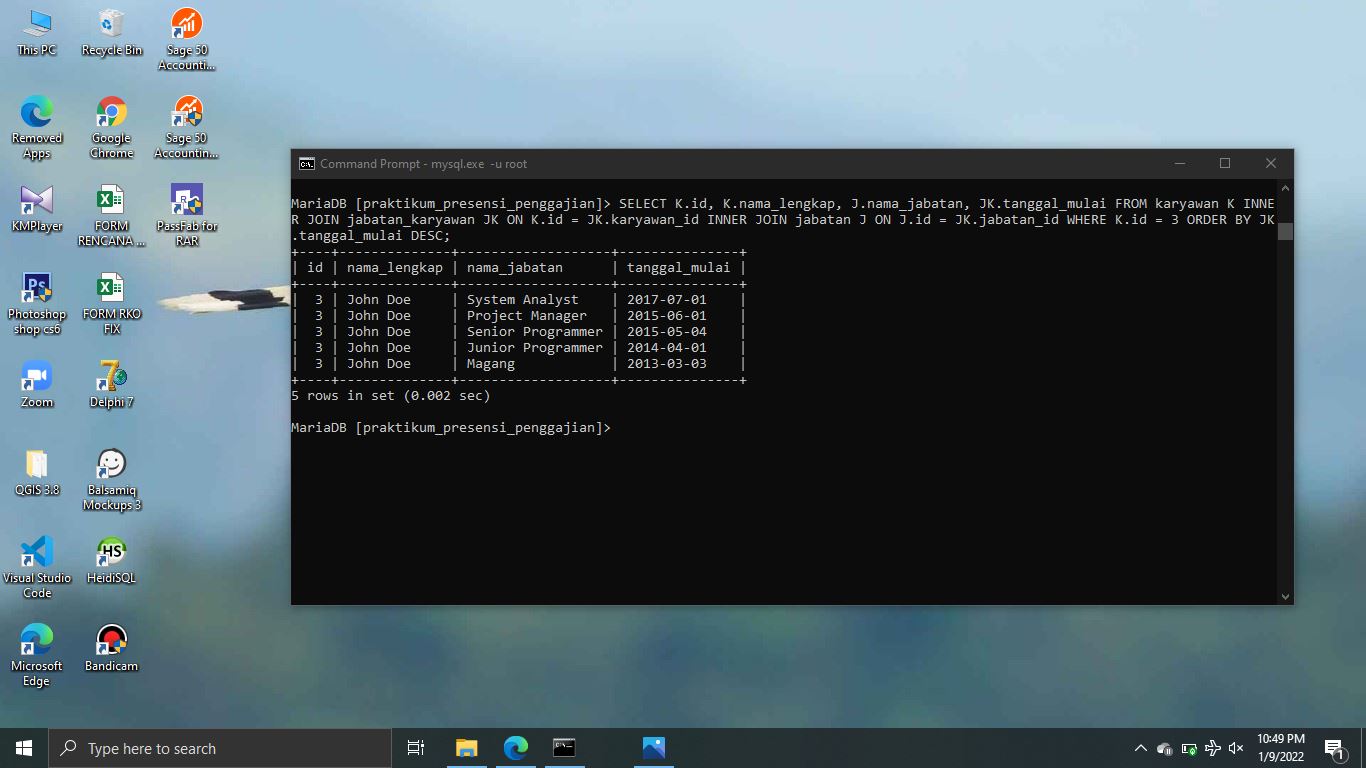 This PC
Recycle Bin
Sage 50
Accounti...
Removed
Apps
Google
Chrome
Sage 50
Accountin...
KMPlayer
FORM
RENCANA ...
PassFab for
RAR
Photoshop
shop cs6
FORM RKO
FIX
Zoom
Delphi 7
QGIS 3.8
Balsamiq
Mockups 3
Visual Studio
Code
HeidiSQL
Microsoft
Edge
Bandicam
Command Prompt - mysql.exe  -u root
MariaDB [praktikum_presensi_penggajian]> SELECT K.id, K.nama_lengkap, J.nama_jabatan, JK.tanggal_mulai FROM karyawan K INNE
R JOIN jabatan_karyawan JK ON K.id = JK.karyawan_id INNER JOIN jabatan J ON J.id = JK.jabatan_id WHERE K.id = 3 ORDER BY JK
.tanggal_mulai DESC;
+----+--------------+-------------------+---------------+
| id | nama_lengkap | nama_jabatan      | tanggal_mulai |
+----+--------------+-------------------+---------------+
|  3 | John Doe     | System Analyst    | 2017-07-01    |
|  3 | John Doe     | Project Manager   | 2015-06-01    |
|  3 | John Doe     | Senior Programmer | 2015-05-04    |
|  3 | John Doe     | Junior Programmer | 2014-04-01    |
|  3 | John Doe     | Magang            | 2013-03-03    |
+----+--------------+-------------------+---------------+
5 rows in set (0.002 sec)
MariaDB [praktikum_presensi_penggajian]>
Type here to search
10:49 PM
1/9/2022
1